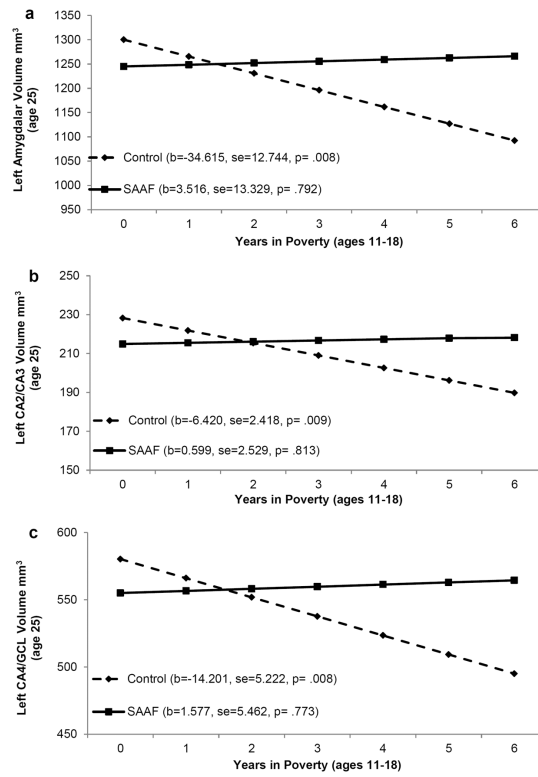 a
Left Amygdalar Volume mm³
(age 25)
1350
1300
1250
1200
1150
1100
1050
1000
950
Control (b=-34.615, se=12.744, p= .008)
SAAF (b=3.516, se=13.329, p= .792)
0 1 2 3 4 5 6
Years in Poverty (ages 11-18)
b
Left CA2/CA3 Volume mm³
(age 25)
250
230
210
190
170
150
Control (b=-6.420, se=2.418, p= .009)
SAAF (b=0.599, se=2.529, p= .813)
0 1 2 3 4 5 6
Years in Poverty (ages 11-18)
c
Left CA4/GCL Volume mm³
(age 25)
600
550
500
450
Control (b=-14.201, se=5.222, p= .008)
SAAF (b=1.577, se=5.462, p= .773)
0 1 2 3 4 5 6
Years in Poverty (ages 11-18)